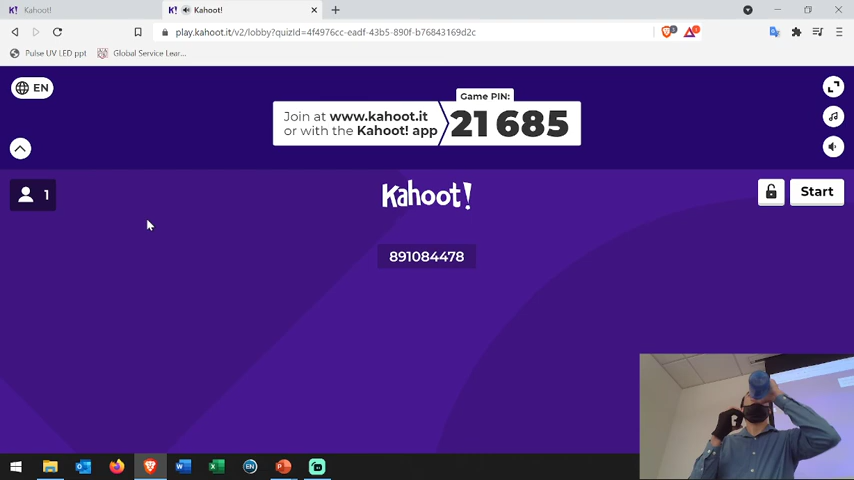 Kahoot!
Kahoot!
play.kahoot.it/v2/lobby?quizId=4f4976cc-eadf-43b5-890f-b76843169d2c
Pulse UV LED ppt
Global Service Lear...
EN
Game PIN:
Join at www.kahoot.it
or with the Kahoot! app
21 685
1
Kahoot!
Start
891084478